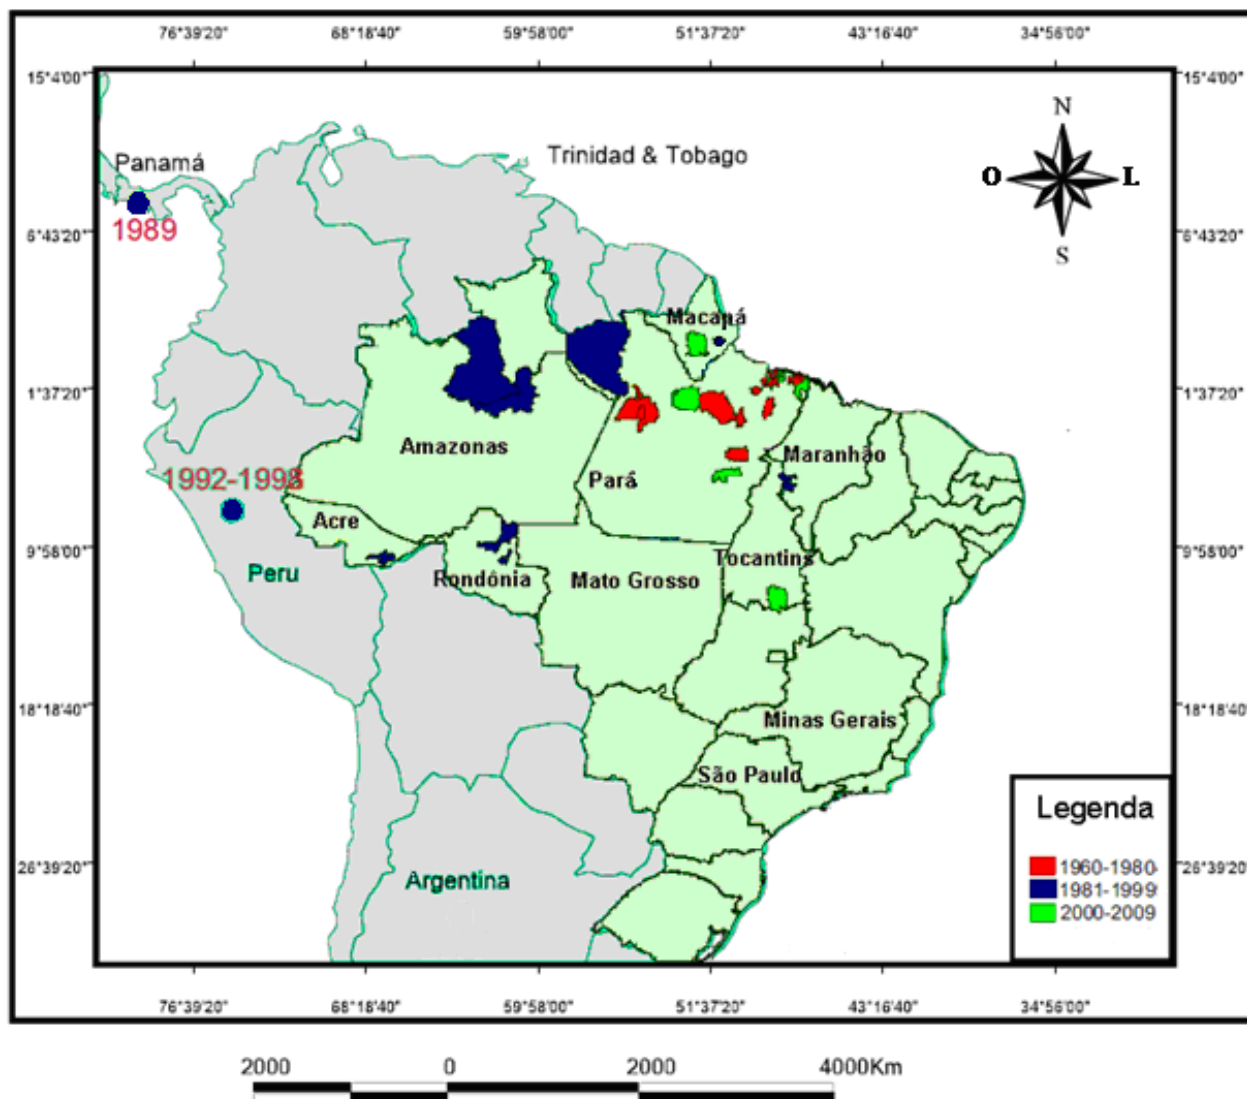 76°39'20" 68°18'40" 59°58'00" 51°37'20" 43°16'40" 34°56'00"
15°4'00" 15°4'00"
N
Trinidad & Tobago
Panamá
O L
1989
6°43'20" 6°43'20"
S
Macapá
1°37'20" 1°37'20"
Amazonas
Maranhão
1992-1998
Pará
Acre
9°58'00" 9°58'00"
Tocantins
Peru
Rondônia
Mato Grosso
18°18'40" 18°18'40"
Minas Gerais
São Paulo
Legenda
26°39'20" 26°39'20"
1960-1980
Argentina
1981-1999
2000-2009
76°39'20" 68°18'40" 59°58'00" 51°37'20" 43°16'40" 34°56'00"
2000 0 2000 4000Km